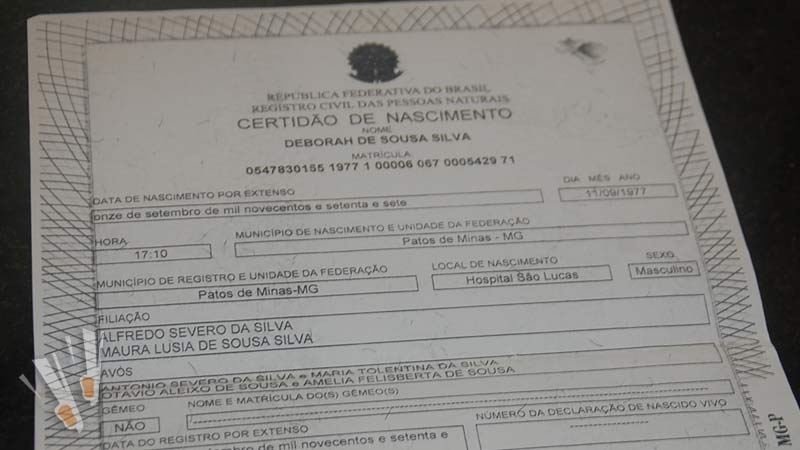 REPÚBLICA FEDERATIVA DO BRASIL
REGISTRO CIVIL DAS PESSOAS NATURAIS
CERTIDÃO DE NASCIMENTO
NOME
DEBORAH DE SOUSA SILVA
MATRÍCULA
0547830155 1977 1 00006 067 0005429 71
DATA DE NASCIMENTO POR EXTENSO
DIA MÊS ANO
onze de setembro de mil novecentos e setenta e sete
11/09/1977
HORA
MUNICÍPIO DE NASCIMENTO E UNIDADE DA FEDERAÇÃO
17:10
Patos de Minas - MG
MUNICÍPIO DE REGISTRO E UNIDADE DA FEDERAÇÃO
LOCAL DE NASCIMENTO
SEXO
Patos de Minas-MG
Hospital São Lucas
Masculino
FILIAÇÃO
ALFREDO SEVERO DA SILVA
MAURA LUSIA DE SOUSA SILVA
AVÓS
ANTONIO SEVERO DA SILVA e MARIA TOLENTINA DA SILVA
OTAVIO ALEIXO DE SOUSA e AMELIA FELISBERTA DE SOUSA
GÊMEO
NOME E MATRÍCULA DO(S) GÊMEO(S)
NÃO
DATA DO REGISTRO POR EXTENSO
NÚMERO DA DECLARAÇÃO DE NASCIDO VIVO
setembro de mil novecentos e setenta e
MG-P